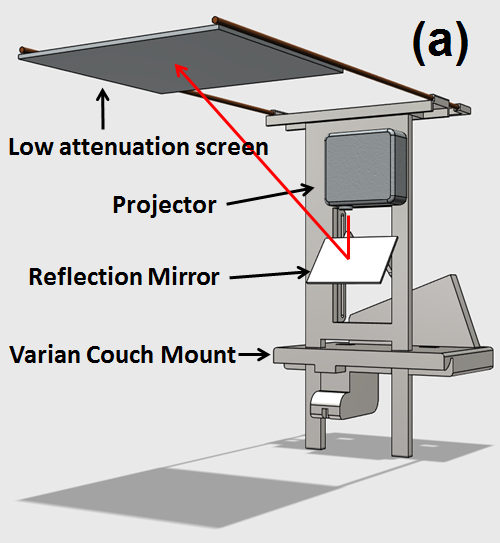 (a)
Low attenuation screen
Projector
Reflection Mirror
Varian Couch Mount